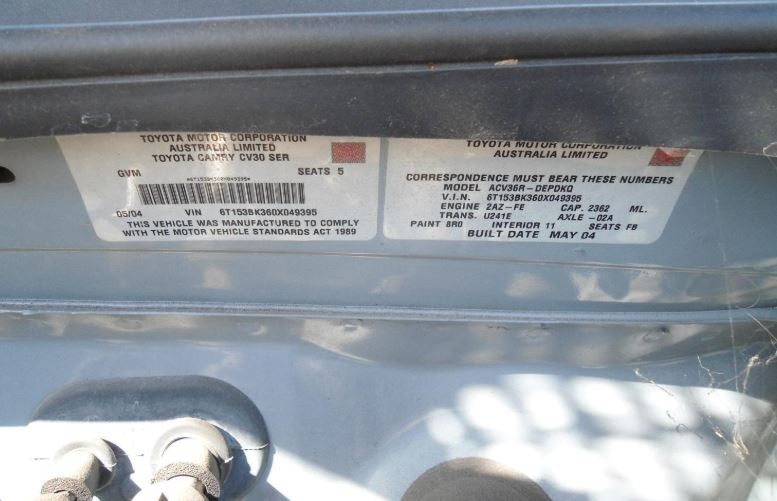 TOYOTA MOTOR CORPORATION
AUSTRALIA LIMITED
TOYOTA CAMRY CV30 SER
GVM SEATS 5
*6T153BK360X049395*
05/04 VIN 6T153BK360X049395
THIS VEHICLE WAS MANUFACTURED TO COMPLY
WITH THE MOTOR VEHICLE STANDARDS ACT 1989
TOYOTA MOTOR CORPORATION
AUSTRALIA LIMITED
CORRESPONDENCE MUST BEAR THESE NUMBERS
MODEL ACV36R-DEPDKQ
V.I.N. 6T153BK360X049395
ENGINE 2AZ-FE CAP. 2362 ML.
TRANS. U241E AXLE -02A
PAINT 8R0 INTERIOR 11 SEATS FB
BUILT DATE MAY 04